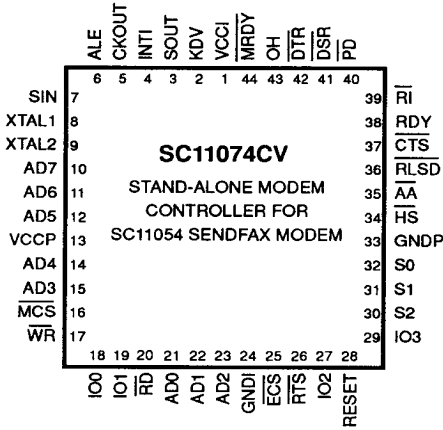 ALE CKOUT INTI SOUT KDV VCCI MRDY OH DTR DSR PD
6 5 4 3 2 1 44 43 42 41 40
SIN 7
XTAL1 8
XTAL2 9
AD7 10
AD6 11
AD5 12
VCCP 13
AD4 14
AD3 15
MCS 16
WR 17
SC11074CV
STAND-ALONE MODEM
CONTROLLER FOR
SC11054 SENDFAX MODEM
39 RI
38 RDY
37 CTS
36 RLSD
35 AA
34 HS
33 GNDP
32 S0
31 S1
30 S2
29 IO3
18 19 20 21 22 23 24 25 26 27 28
IO0 IO1 RD AD0 AD1 AD2 GNDI ECS RTS IO2 RESET